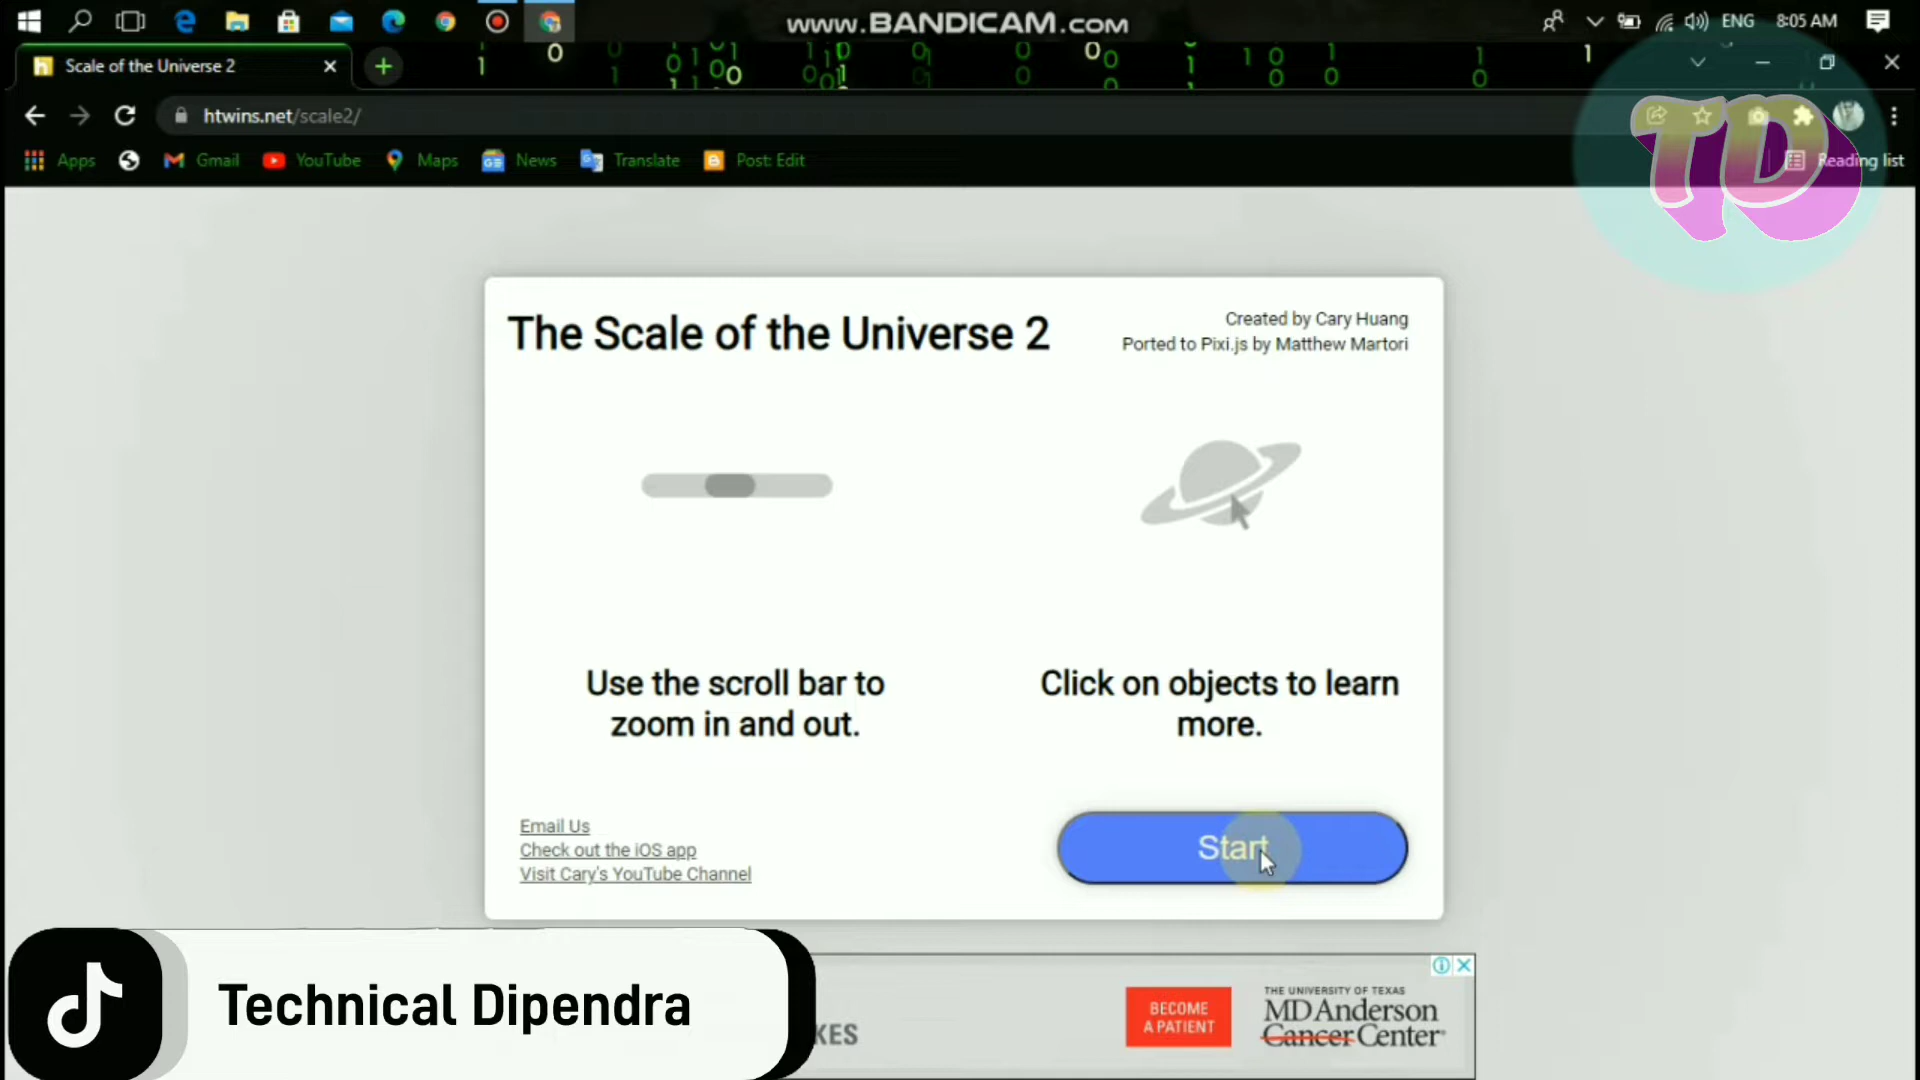 www.BANDICAM.com
ENG
8:05 AM
Scale of the Universe 2
htwins.net/scale2/
Apps
Gmail
YouTube
Maps
News
Translate
Post: Edit
Reading list
TD
The Scale of the Universe 2
Created by Cary Huang
Ported to Pixi.js by Matthew Martori
Use the scroll bar to
zoom in and out.
Click on objects to learn
more.
Email Us
Check out the iOS app
Visit Cary's YouTube Channel
Start
Technical Dipendra
KES
BECOME
A PATIENT
THE UNIVERSITY OF TEXAS
MD Anderson
Cancer Center